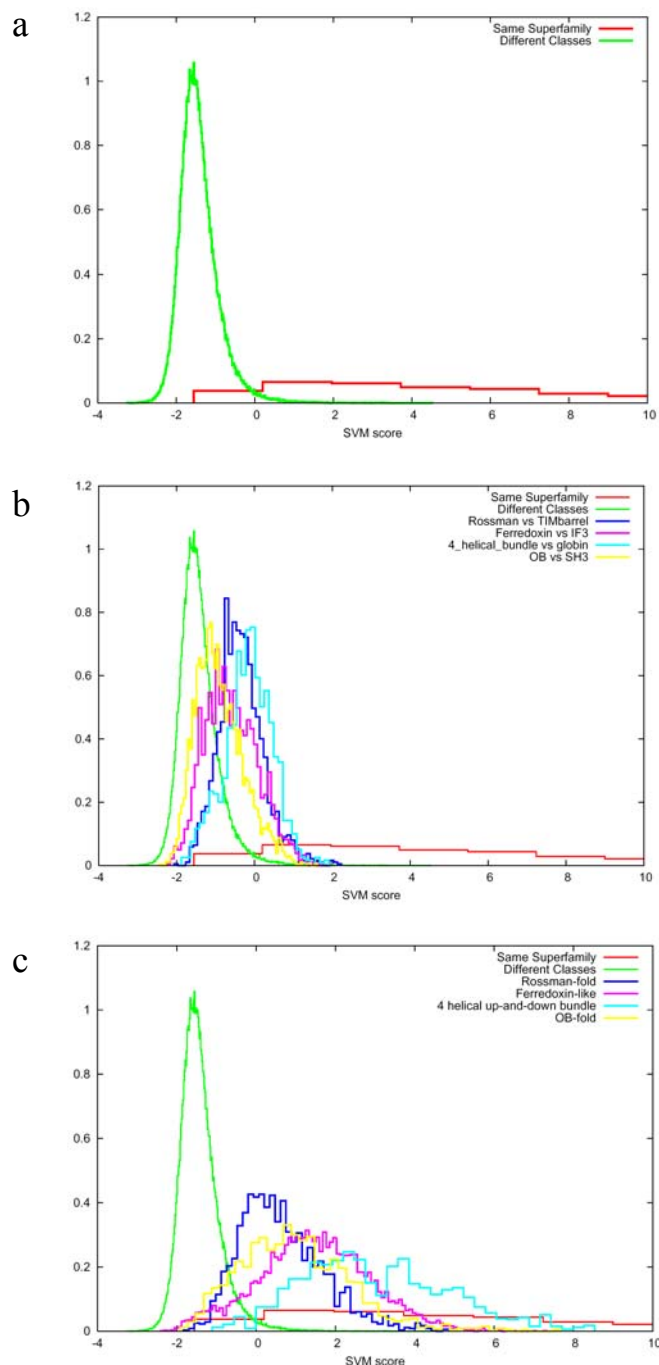 a
Same Superfamily
Different Classes
1.2
1
0.8
0.6
0.4
0.2
0
-4 -2 0 2 4 6 8 10
SVM score
b
Same Superfamily
Different Classes
Rossman vs TIMbarrel
Ferredoxin vs IF3
4_helical_bundle vs globin
OB vs SH3
1.2
1
0.8
0.6
0.4
0.2
0
-4 -2 0 2 4 6 8 10
SVM score
c
Same Superfamily
Different Classes
Rossman-fold
Ferredoxin-like
4 helical up-and-down bundle
OB-fold
1.2
1
0.8
0.6
0.4
0.2
0
-4 -2 0 2 4 6 8 10
SVM score